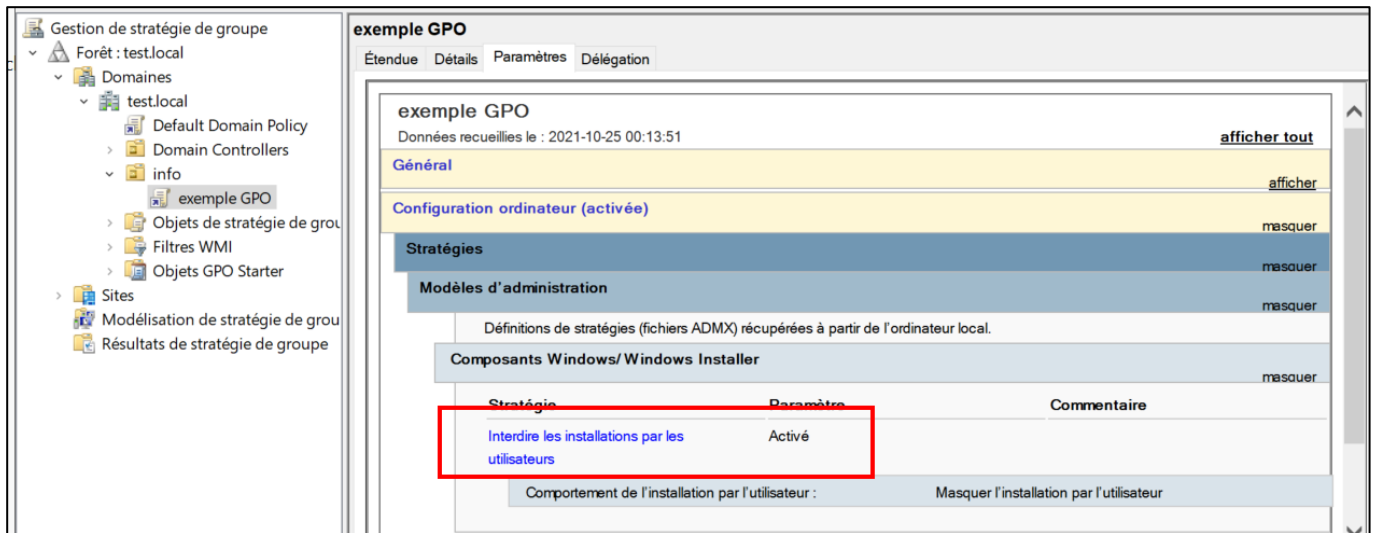 Gestion de stratégie de groupe
Forêt : test.local
Domaines
test.local
Default Domain Policy
Domain Controllers
info
exemple GPO
Objets de stratégie de grou
Filtres WMI
Objets GPO Starter
Sites
Modélisation de stratégie de grou
Résultats de stratégie de groupe
exemple GPO
Étendue Détails Paramètres Délégation
exemple GPO
Données recueillies le : 2021-10-25 00:13:51 afficher tout
Général
afficher
Configuration ordinateur (activée)
masquer
Stratégies
masquer
Modèles d'administration
masquer
Définitions de stratégies (fichiers ADMX) récupérées à partir de l'ordinateur local.
Composants Windows/Windows Installer
masquer
Stratégie Paramètre Commentaire
Interdire les installations par les Activé
utilisateurs
Comportement de l'installation par l'utilisateur : Masquer l'installation par l'utilisateur